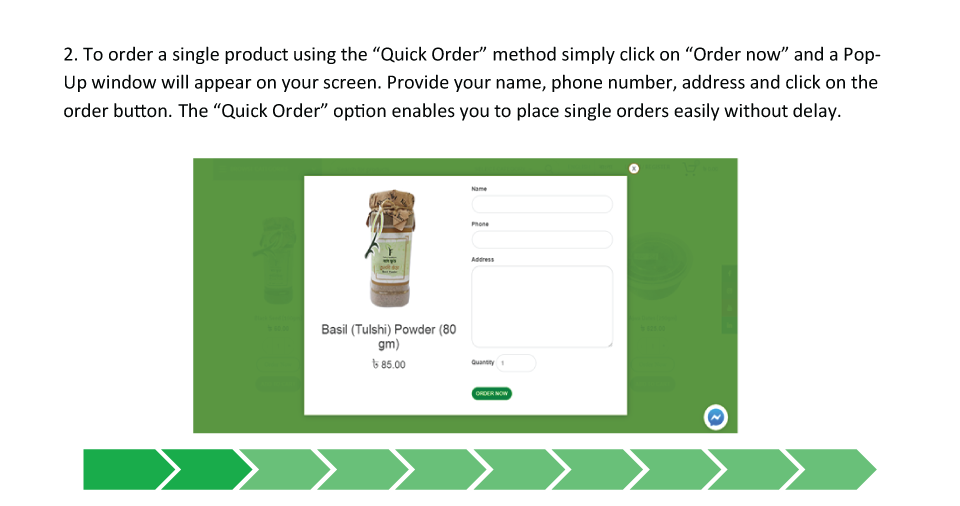 2. To order a single product using the “Quick Order” method simply click on “Order now” and a Pop-
Up window will appear on your screen. Provide your name, phone number, address and click on the
order button. The “Quick Order” option enables you to place single orders easily without delay.
X
Name
Phone
Address
Basil (Tulshi) Powder (80
gm)
৳ 85.00
Quantity 1
ORDER NOW